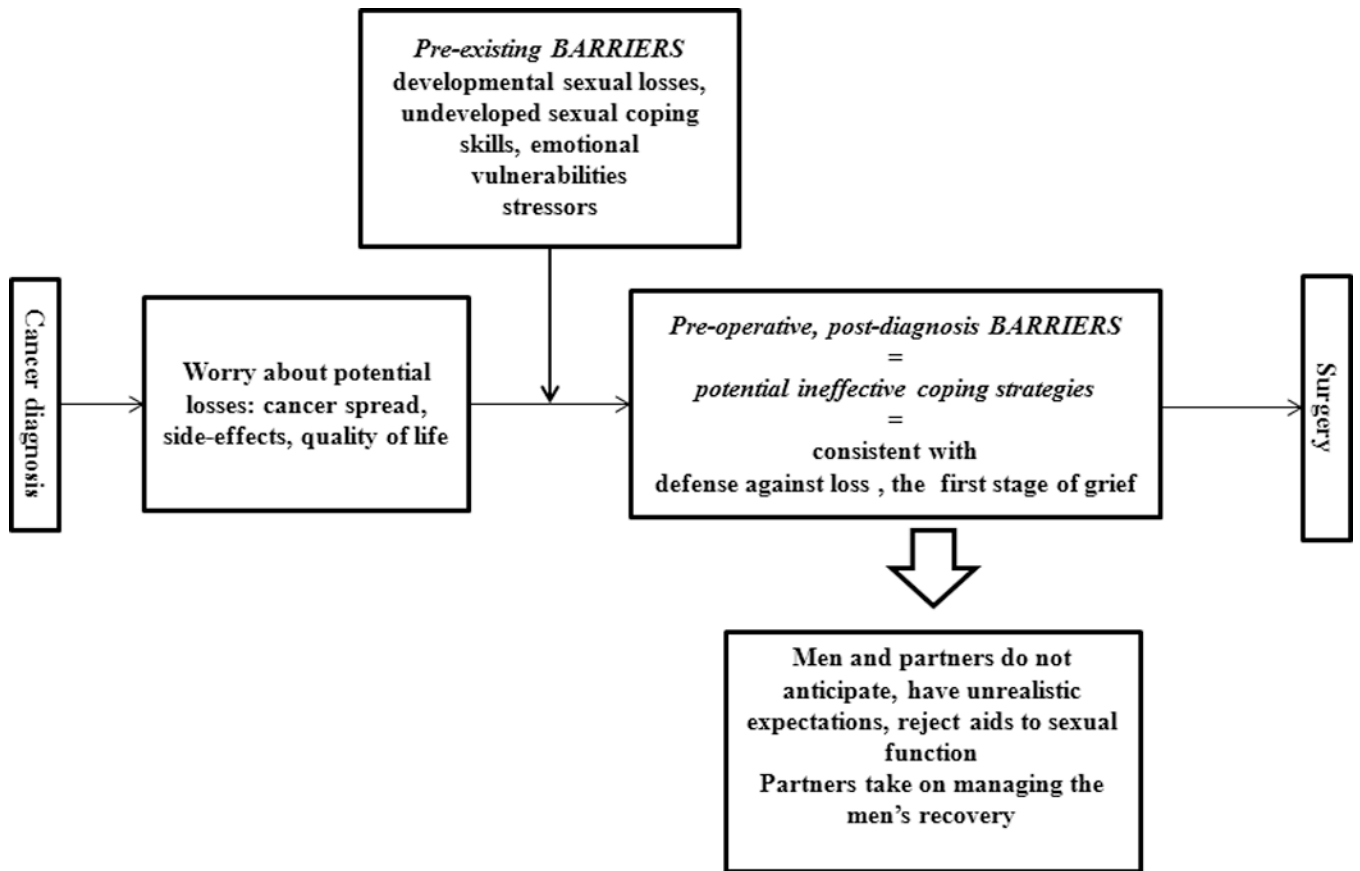 Pre-existing BARRIERS
developmental sexual losses,
undeveloped sexual coping
skills, emotional
vulnerabilities
stressors
Cancer diagnosis
Worry about potential
losses: cancer spread,
side-effects, quality of life
Pre-operative, post-diagnosis BARRIERS
=
potential ineffective coping strategies
=
consistent with
defense against loss , the first stage of grief
Surgery
Men and partners do not
anticipate, have unrealistic
expectations, reject aids to sexual
function
Partners take on managing the
men’s recovery